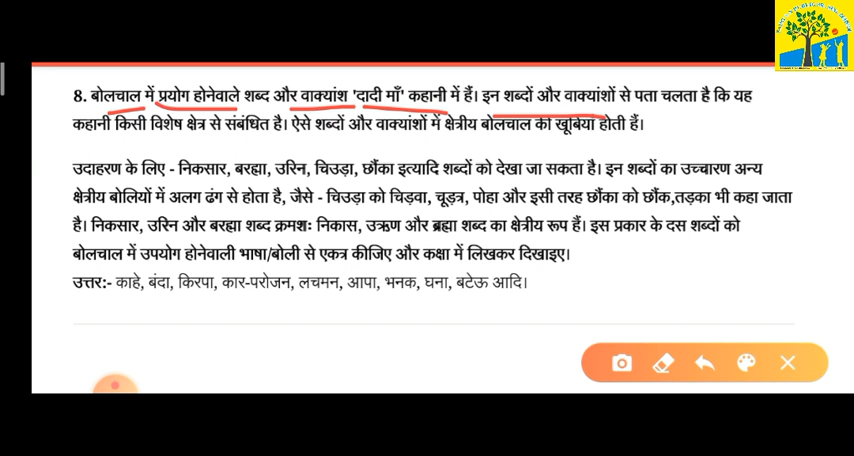 8. बोलचाल में प्रयोग होनेवाले शब्द और वाक्यांश 'दादी माँ' कहानी में हैं। इन शब्दों और वाक्यांशों से पता चलता है कि यह
कहानी किसी विशेष क्षेत्र से संबंधित है। ऐसे शब्दों और वाक्यांशों में क्षेत्रीय बोलचाल की खूबियां होती हैं।
उदाहरण के लिए - निकसार, बरह्मा, उरिन, चिउड़ा, छौंका इत्यादि शब्दों को देखा जा सकता है। इन शब्दों का उच्चारण अन्य
क्षेत्रीय बोलियों में अलग ढंग से होता है, जैसे - चिउड़ा को चिड़वा, चूड़त्र, पोहा और इसी तरह छौंका को छौंक,तड़का भी कहा जाता
है। निकसार, उरिन और बरह्मा शब्द क्रमशः निकास, उऋण और ब्रह्मा शब्द का क्षेत्रीय रूप हैं। इस प्रकार के दस शब्दों को
बोलचाल में उपयोग होनेवाली भाषा/बोली से एकत्र कीजिए और कक्षा में लिखकर दिखाइए।
उत्तर:- काहे, बंदा, किरपा, कार-परोजन, लचमन, आपा, भनक, घना, बटेऊ आदि।